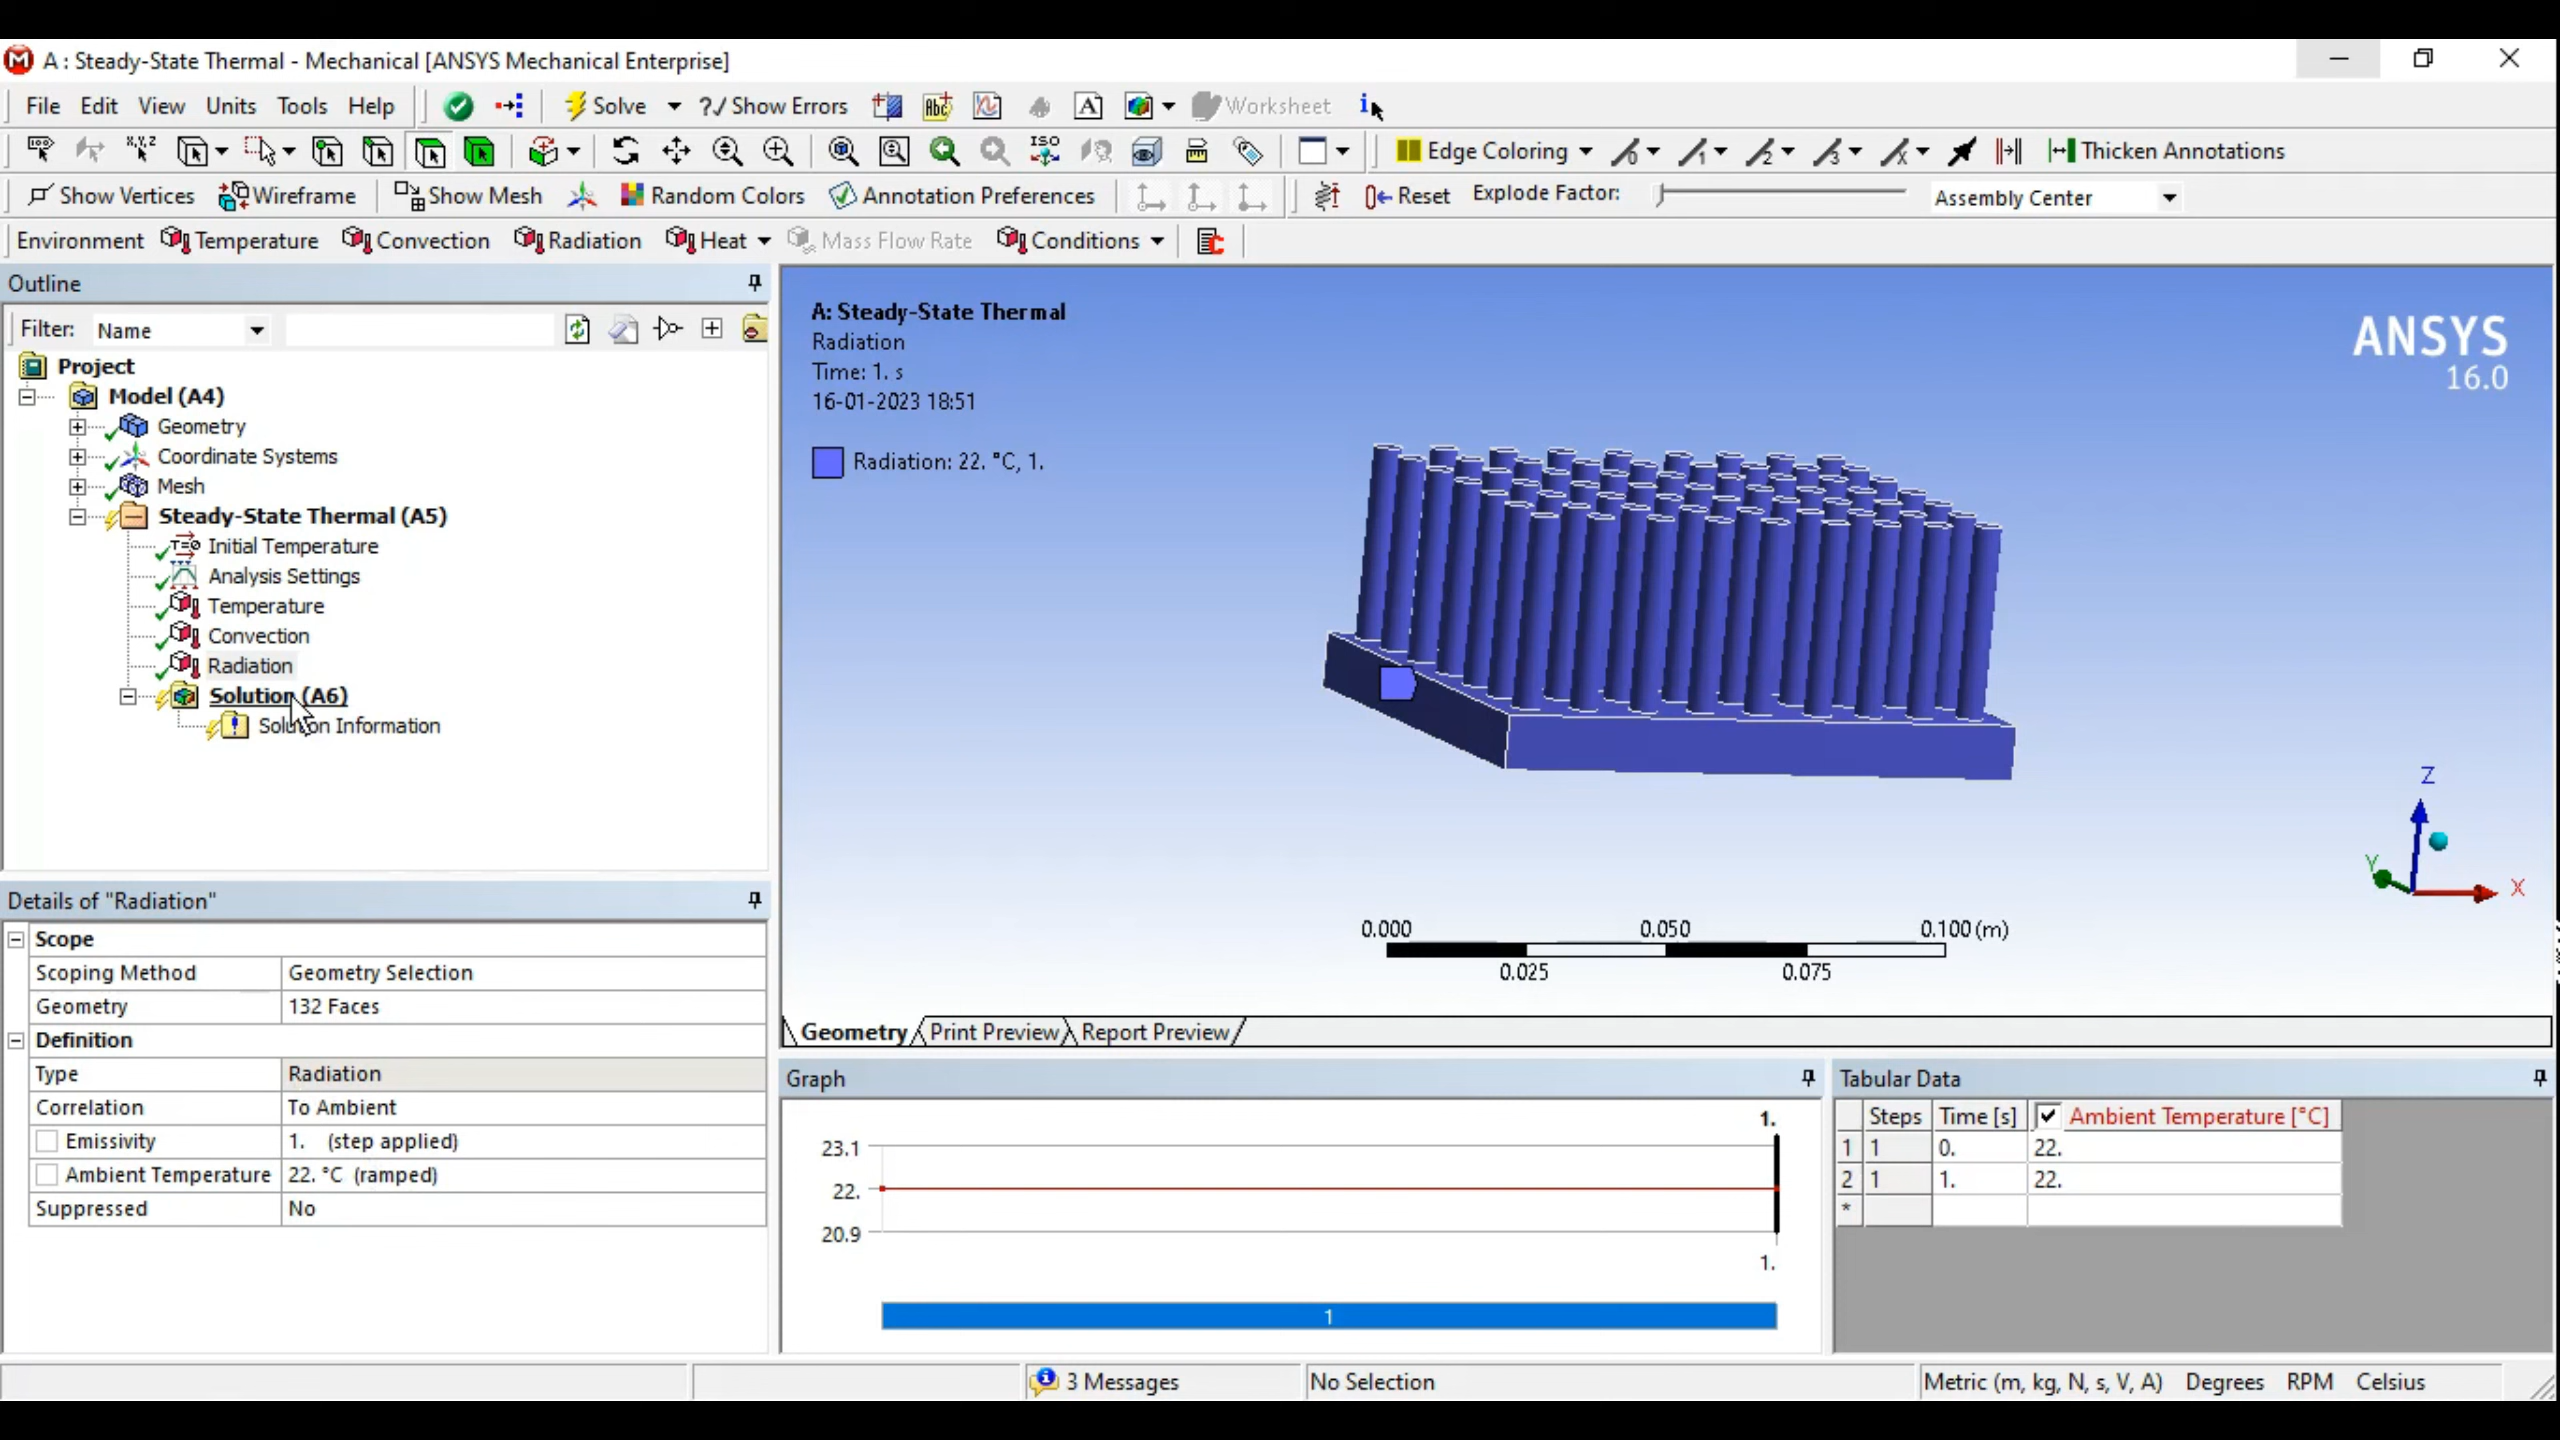 A : Steady-State Thermal - Mechanical [ANSYS Mechanical Enterprise]
File Edit View Units Tools Help Solve ?/ Show Errors Worksheet
Edge Coloring Thicken Annotations
Show Vertices Wireframe Show Mesh Random Colors Annotation Preferences Reset Explode Factor: Assembly Center
Environment Temperature Convection Radiation Heat Mass Flow Rate Conditions
Outline
Filter: Name
Project
Model (A4)
Geometry
Coordinate Systems
Mesh
Steady-State Thermal (A5)
Initial Temperature
Analysis Settings
Temperature
Convection
Radiation
Solution (A6)
Solution Information
A: Steady-State Thermal
Radiation
Time: 1. s
16-01-2023 18:51
Radiation: 22. °C, 1.
ANSYS
16.0
Z
Y
X
0.000 0.050 0.100 (m)
0.025 0.075
Geometry Print Preview Report Preview
Details of "Radiation"
Scope
Scoping Method Geometry Selection
Geometry 132 Faces
Definition
Type Radiation
Correlation To Ambient
Emissivity 1. (step applied)
Ambient Temperature 22. °C (ramped)
Suppressed No
Graph
1.
23.1
22.
20.9
1.
1
Tabular Data
Steps Time [s] Ambient Temperature [°C]
1 1 0. 22.
2 1 1. 22.
*
3 Messages No Selection Metric (m, kg, N, s, V, A) Degrees RPM Celsius